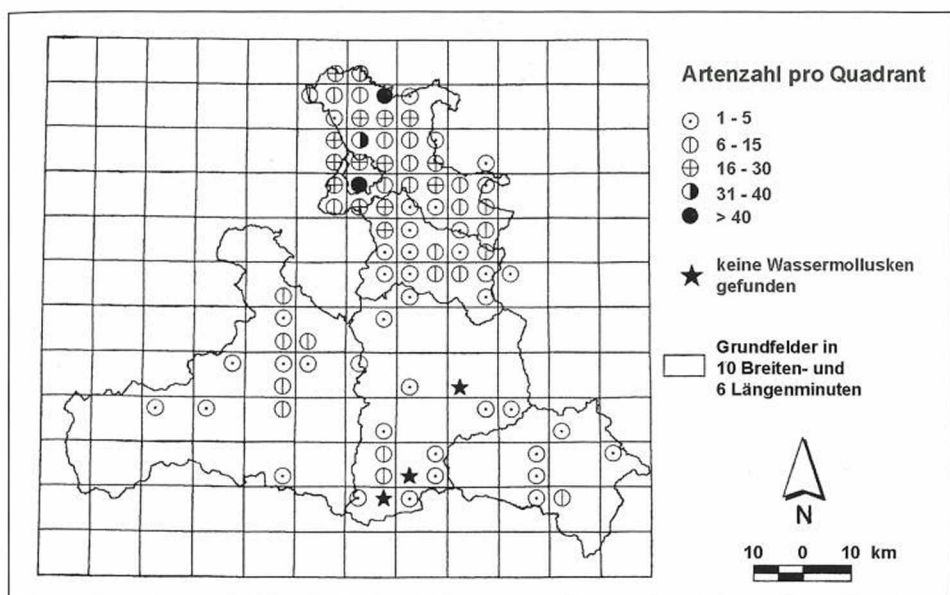 Artenzahl pro Quadrant
1 - 5
6 - 15
16 - 30
31 - 40
> 40
keine Wassermollusken
gefunden
Grundfelder in
10 Breiten- und
6 Längenminuten
N
10 0 10 km